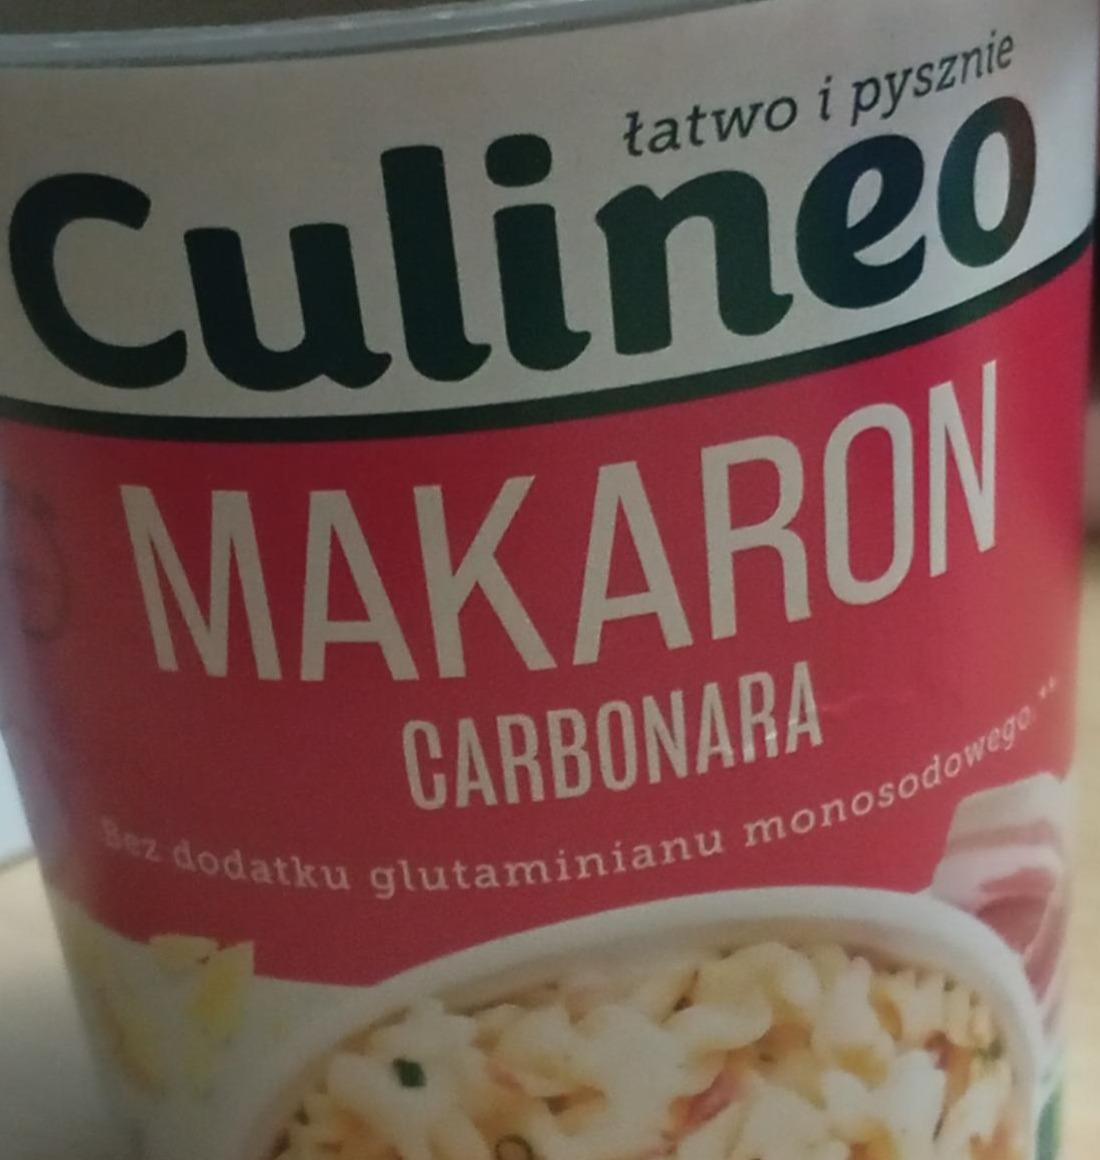 łatwo i pysznie
Culineo
MAKARON
CARBONARA
Bez dodatku glutaminianu monosodowego.**